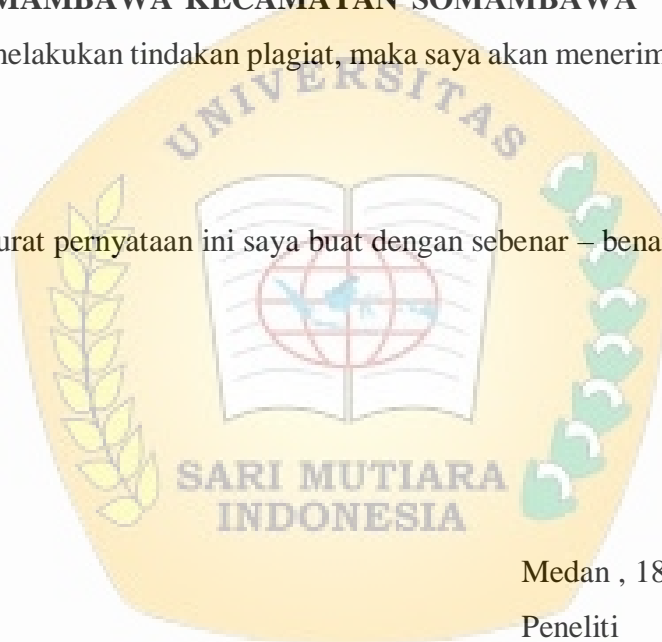 MAMBAWA KECAMATAN SOMAMBAWA
melakukan tindakan plagiat, maka saya akan menerim
UNIVERSITAS
urat pernyataan ini saya buat dengan sebenar – bena
SARI MUTIARA
INDONESIA
Medan , 18
Peneliti